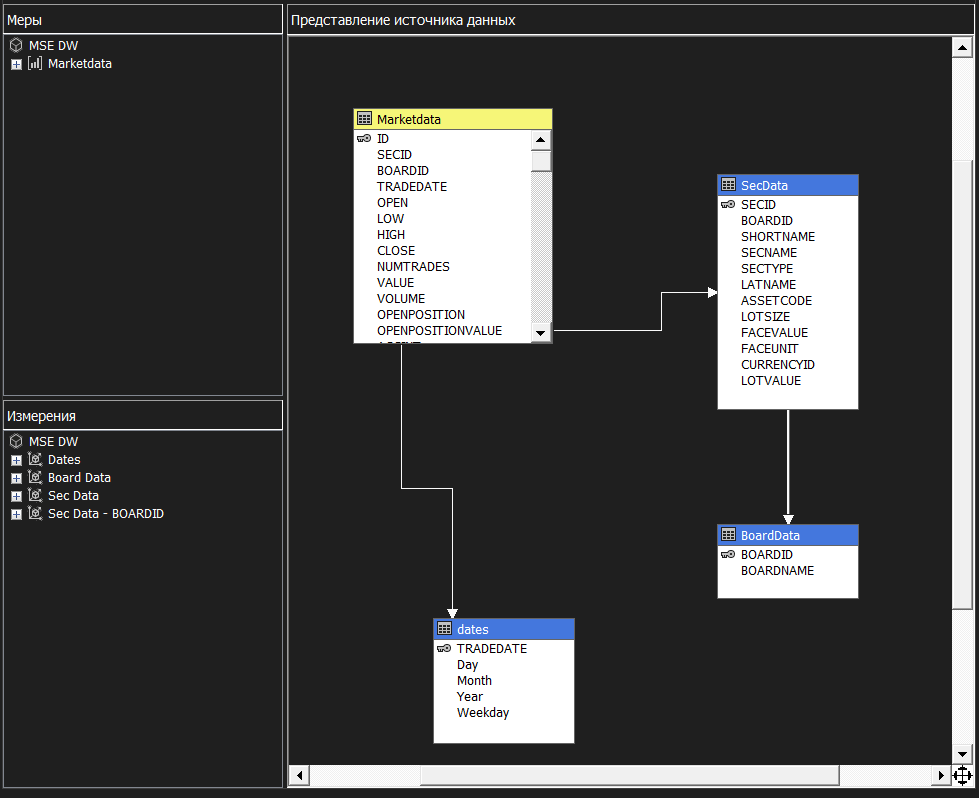 Меры
MSE DW
Marketdata
Измерения
MSE DW
Dates
Board Data
Sec Data
Sec Data - BOARDID
Представление источника данных
Marketdata
ID
SECID
BOARDID
TRADEDATE
OPEN
LOW
HIGH
CLOSE
NUMTRADES
VALUE
VOLUME
OPENPOSITION
OPENPOSITIONVALUE
SecData
SECID
BOARDID
SHORTNAME
SECNAME
SECTYPE
LATNAME
ASSETCODE
LOTSIZE
FACEVALUE
FACEUNIT
CURRENCYID
LOTVALUE
BoardData
BOARDID
BOARDNAME
dates
TRADEDATE
Day
Month
Year
Weekday